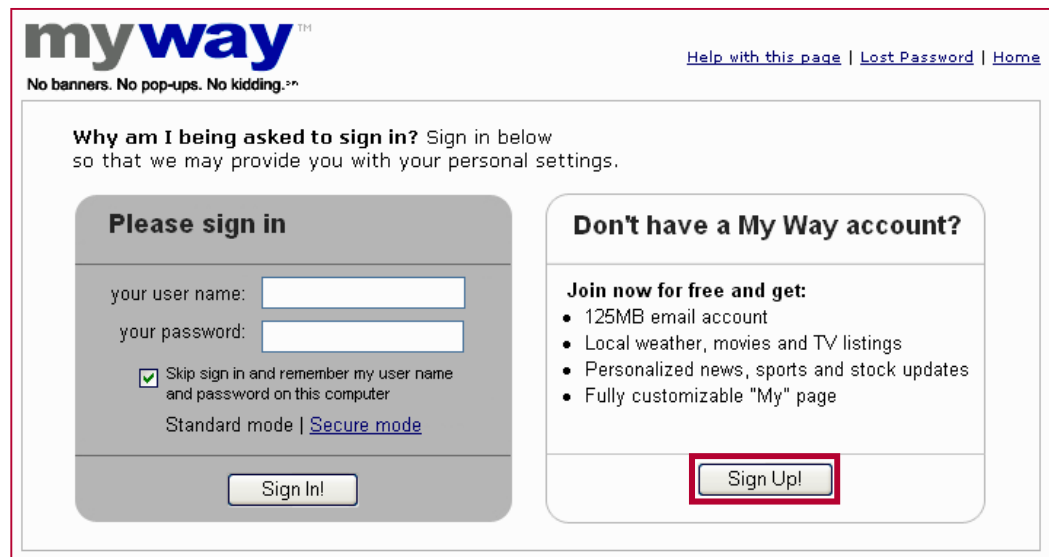 myway™
Help with this page | Lost Password | Home
No banners. No pop-ups. No kidding.
Why am I being asked to sign in? Sign in below
so that we may provide you with your personal settings.
Please sign in
your user name:
your password:
Skip sign in and remember my user name
and password on this computer
Standard mode | Secure mode
Sign In!
Don't have a My Way account?
Join now for free and get:
• 125MB email account
• Local weather, movies and TV listings
• Personalized news, sports and stock updates
• Fully customizable "My" page
Sign Up!